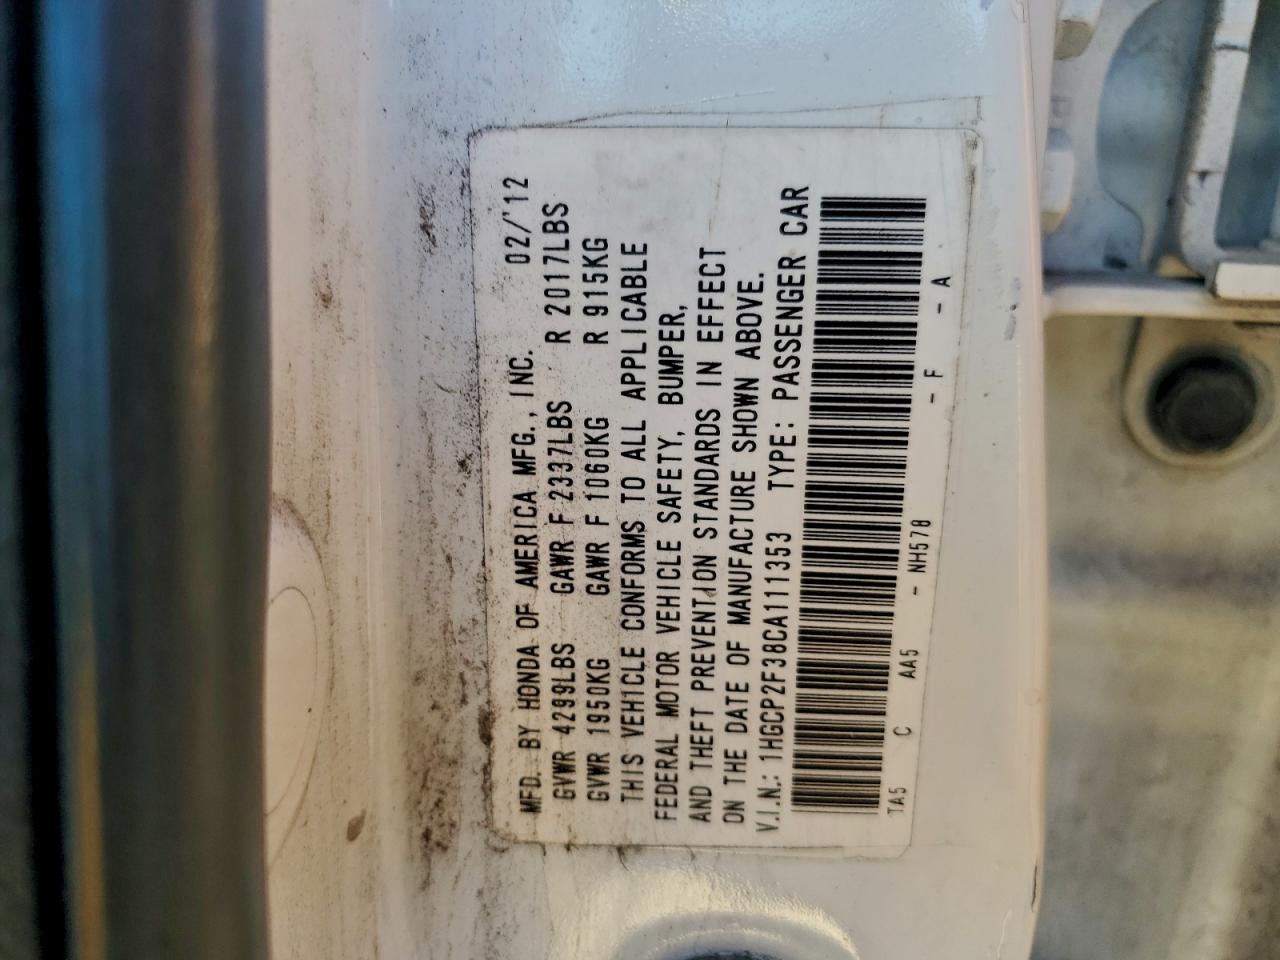 MFD. BY HONDA OF AMERICA MFG., INC. 02/'12
GVWR 4299LBS GAWR F 2337LBS R 2017LBS
GVWR 1950KG GAWR F 1060KG R 915KG
THIS VEHICLE CONFORMS TO ALL APPLICABLE
FEDERAL MOTOR VEHICLE SAFETY, BUMPER,
AND THEFT PREVENTION STANDARDS IN EFFECT
ON THE DATE OF MANUFACTURE SHOWN ABOVE.
V.I.N.: 1HGCP2F38CA111353 TYPE: PASSENGER CAR
TA5 C AA5 - NH578 - F - A